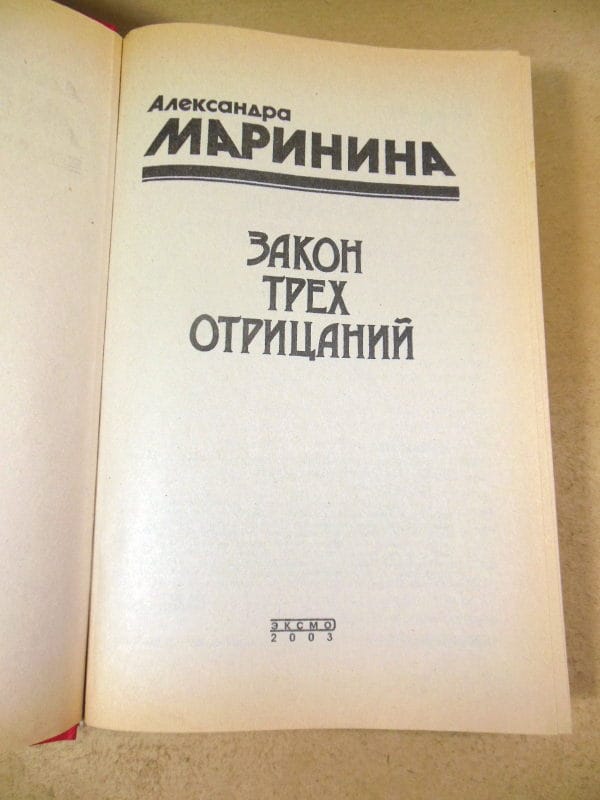 Александра
МАРИНИНА
ЗАКОН
ТРЕХ
ОТРИЦАНИЙ
ЭКСМО
2003